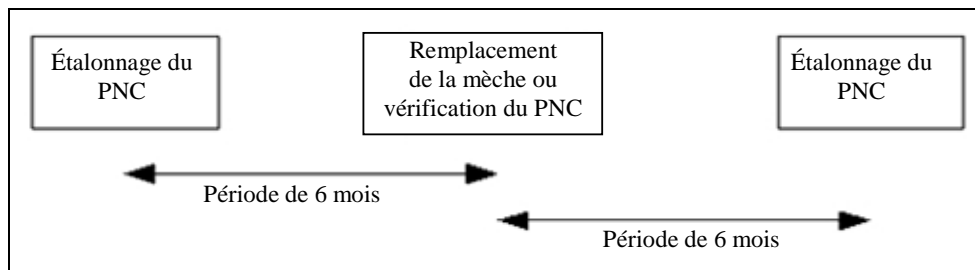 Étalonnage du
PNC
Remplacement
de la mèche ou
vérification du PNC
Étalonnage du
PNC
Période de 6 mois
Période de 6 mois